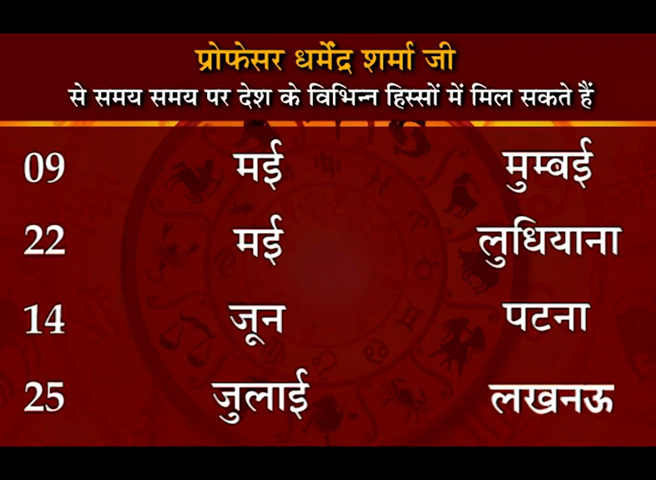 प्रोफेसर धर्मेंद्र शर्मा जी
से समय समय पर देश के विभिन्न हिस्सों में मिल सकते हैं
09 मई मुम्बई
22 मई लुधियाना
14 जून पटना
25 जुलाई लखनऊ